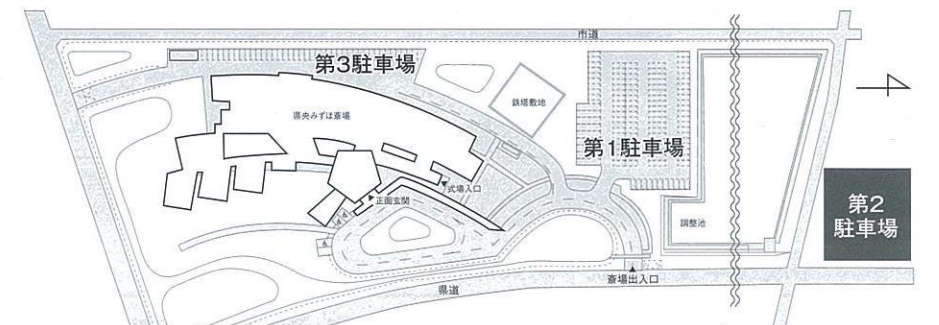 市道
第3駐車場
鉄塔敷地
県央みずほ斎場
第1駐車場
式場入口
正面玄関
調整池
第2
駐車場
斎場出入口
県道